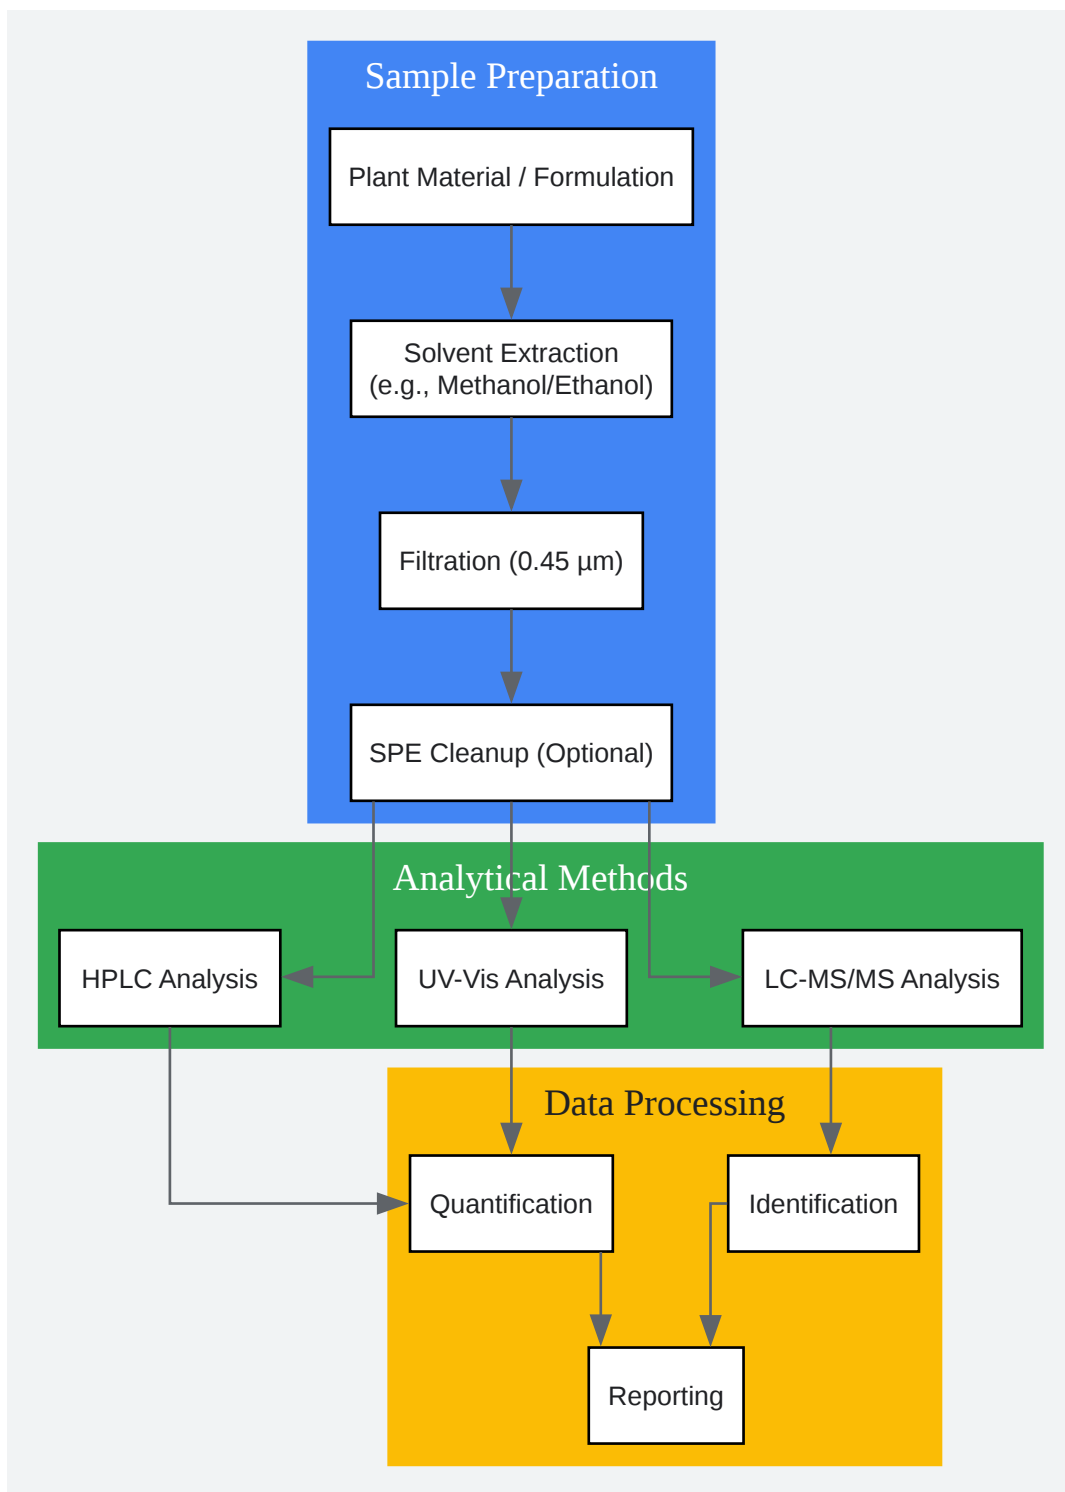 Sample Preparation
Plant Material / Formulation
Solvent Extraction
(e.g., Methanol/Ethanol)
Filtration (0.45 µm)
SPE Cleanup (Optional)
Analytical Methods
HPLC Analysis
UV-Vis Analysis
LC-MS/MS Analysis
Data Processing
Quantification
Identification
Reporting